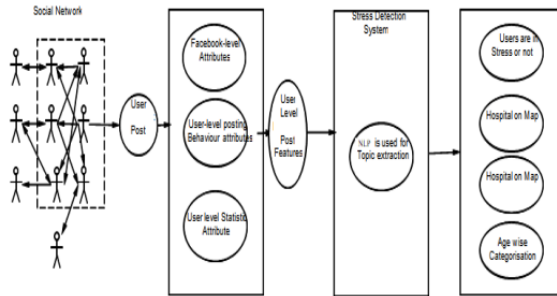 Social Network
User
Post
Facebook-level
Attributes
User-level posting
Behaviour attributes
User level Statistic
Attribute
User
Level
Post
Features
Stress Detection
System
NLP is used for
Topic extraction
Users are in
Stress or not
Hospital on Map
Hospital on Map
Age wise
Categorisation